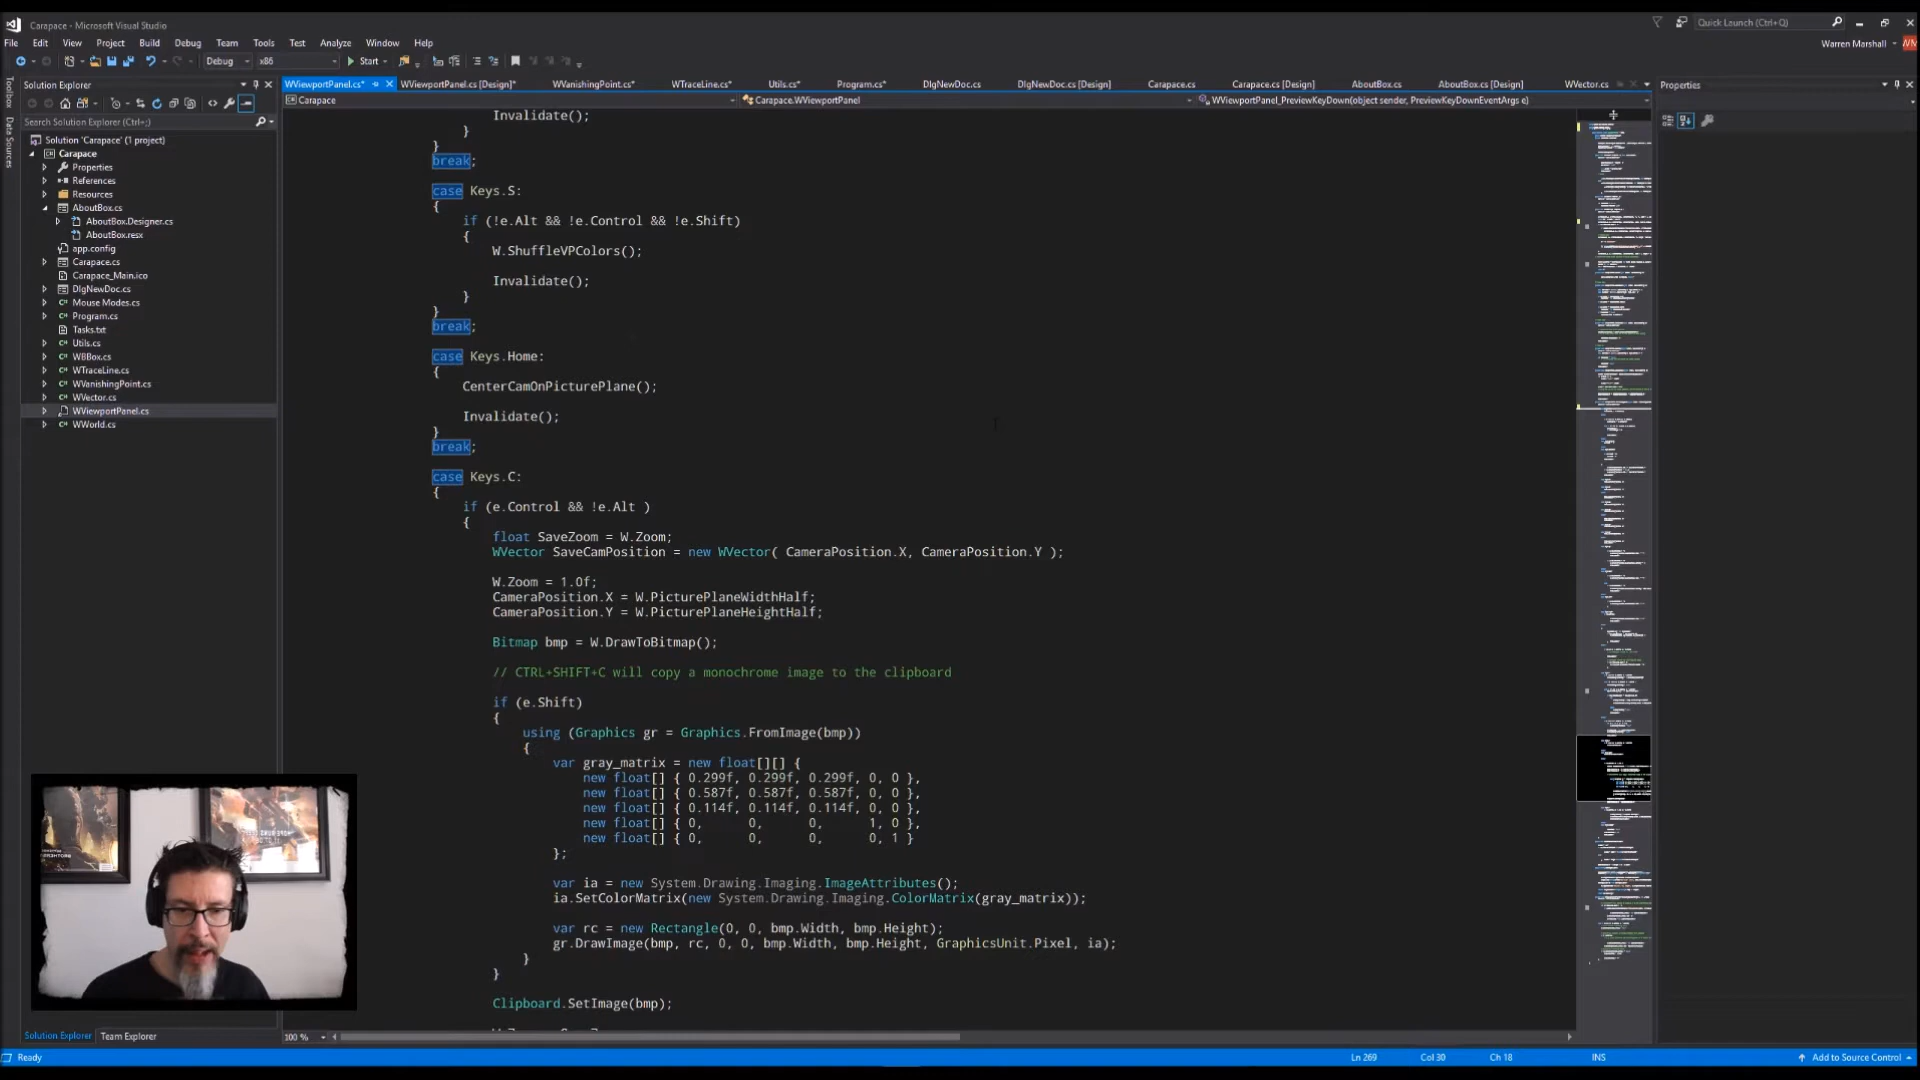 Carapace - Microsoft Visual Studio
Quick Launch (Ctrl+Q)
File Edit View Project Build Debug Team Tools Test Analyze Window Help
Warren Marshall
WM
Debug x86 Start
Solution Explorer
WViewportPanel.cs* WViewportPanel.cs [Design]* WVanishingPoint.cs* WTraceLine.cs* Utils.cs* Program.cs* DlgNewDoc.cs DlgNewDoc.cs [Design] Carapace.cs Carapace.cs [Design] AboutBox.cs AboutBox.cs [Design] WVector.cs
Properties
Carapace Carapace.WViewportPanel WViewportPanel_PreviewKeyDown(object sender, PreviewKeyDownEventArgs e)
Toolbox
Data Sources
Search Solution Explorer (Ctrl+;)
Solution 'Carapace' (1 project)
Carapace
Properties
References
Resources
AboutBox.cs
AboutBox.Designer.cs
AboutBox.resx
app.config
Carapace.cs
Carapace_Main.ico
DlgNewDoc.cs
Mouse Modes.cs
Program.cs
Tasks.txt
Utils.cs
WBBox.cs
WTraceLine.cs
WVanishingPoint.cs
WVector.cs
WViewportPanel.cs
WWorld.cs
Invalidate();
}
}
break;
case Keys.S:
{
if (!e.Alt && !e.Control && !e.Shift)
{
W.ShuffleVPColors();
Invalidate();
}
}
break;
case Keys.Home:
{
CenterCamOnPicturePlane();
Invalidate();
}
break;
case Keys.C:
{
if (e.Control && !e.Alt )
{
float SaveZoom = W.Zoom;
WVector SaveCamPosition = new WVector( CameraPosition.X, CameraPosition.Y );
W.Zoom = 1.0f;
CameraPosition.X = W.PicturePlaneWidthHalf;
CameraPosition.Y = W.PicturePlaneHeightHalf;
Bitmap bmp = W.DrawToBitmap();
// CTRL+SHIFT+C will copy a monochrome image to the clipboard
if (e.Shift)
{
using (Graphics gr = Graphics.FromImage(bmp))
{
var gray_matrix = new float[][] {
new float[] { 0.299f, 0.299f, 0.299f, 0, 0 },
new float[] { 0.587f, 0.587f, 0.587f, 0, 0 },
new float[] { 0.114f, 0.114f, 0.114f, 0, 0 },
new float[] { 0, 0, 0, 1, 0 },
new float[] { 0, 0, 0, 0, 1 }
};
var ia = new System.Drawing.Imaging.ImageAttributes();
ia.SetColorMatrix(new System.Drawing.Imaging.ColorMatrix(gray_matrix));
var rc = new Rectangle(0, 0, bmp.Width, bmp.Height);
gr.DrawImage(bmp, rc, 0, 0, bmp.Width, bmp.Height, GraphicsUnit.Pixel, ia);
}
}
Clipboard.SetImage(bmp);
Solution Explorer Team Explorer
100 %
Ready
Ln 269 Col 30 Ch 18 INS
Add to Source Control